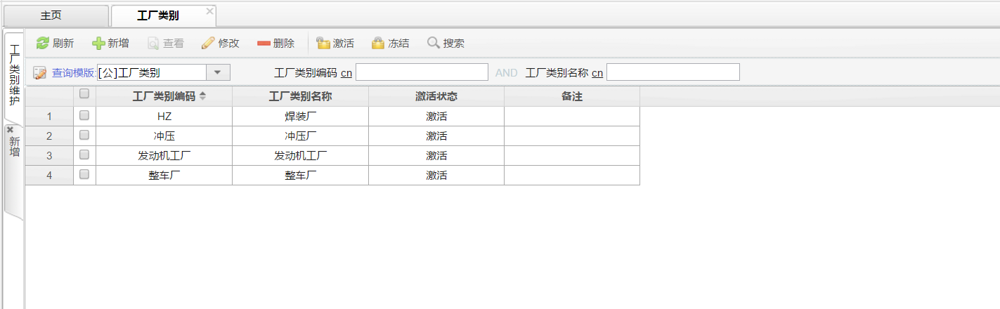 主页 工厂类别
刷新 新增 查看 修改 删除 激活 冻结 搜索
查询模版: [公]工厂类别 工厂类别编码 cn AND 工厂类别名称 cn
工厂类别维护
新增
工厂类别编码 工厂类别名称 激活状态 备注
1 HZ 焊装厂 激活
2 冲压 冲压厂 激活
3 发动机工厂 发动机工厂 激活
4 整车厂 整车厂 激活